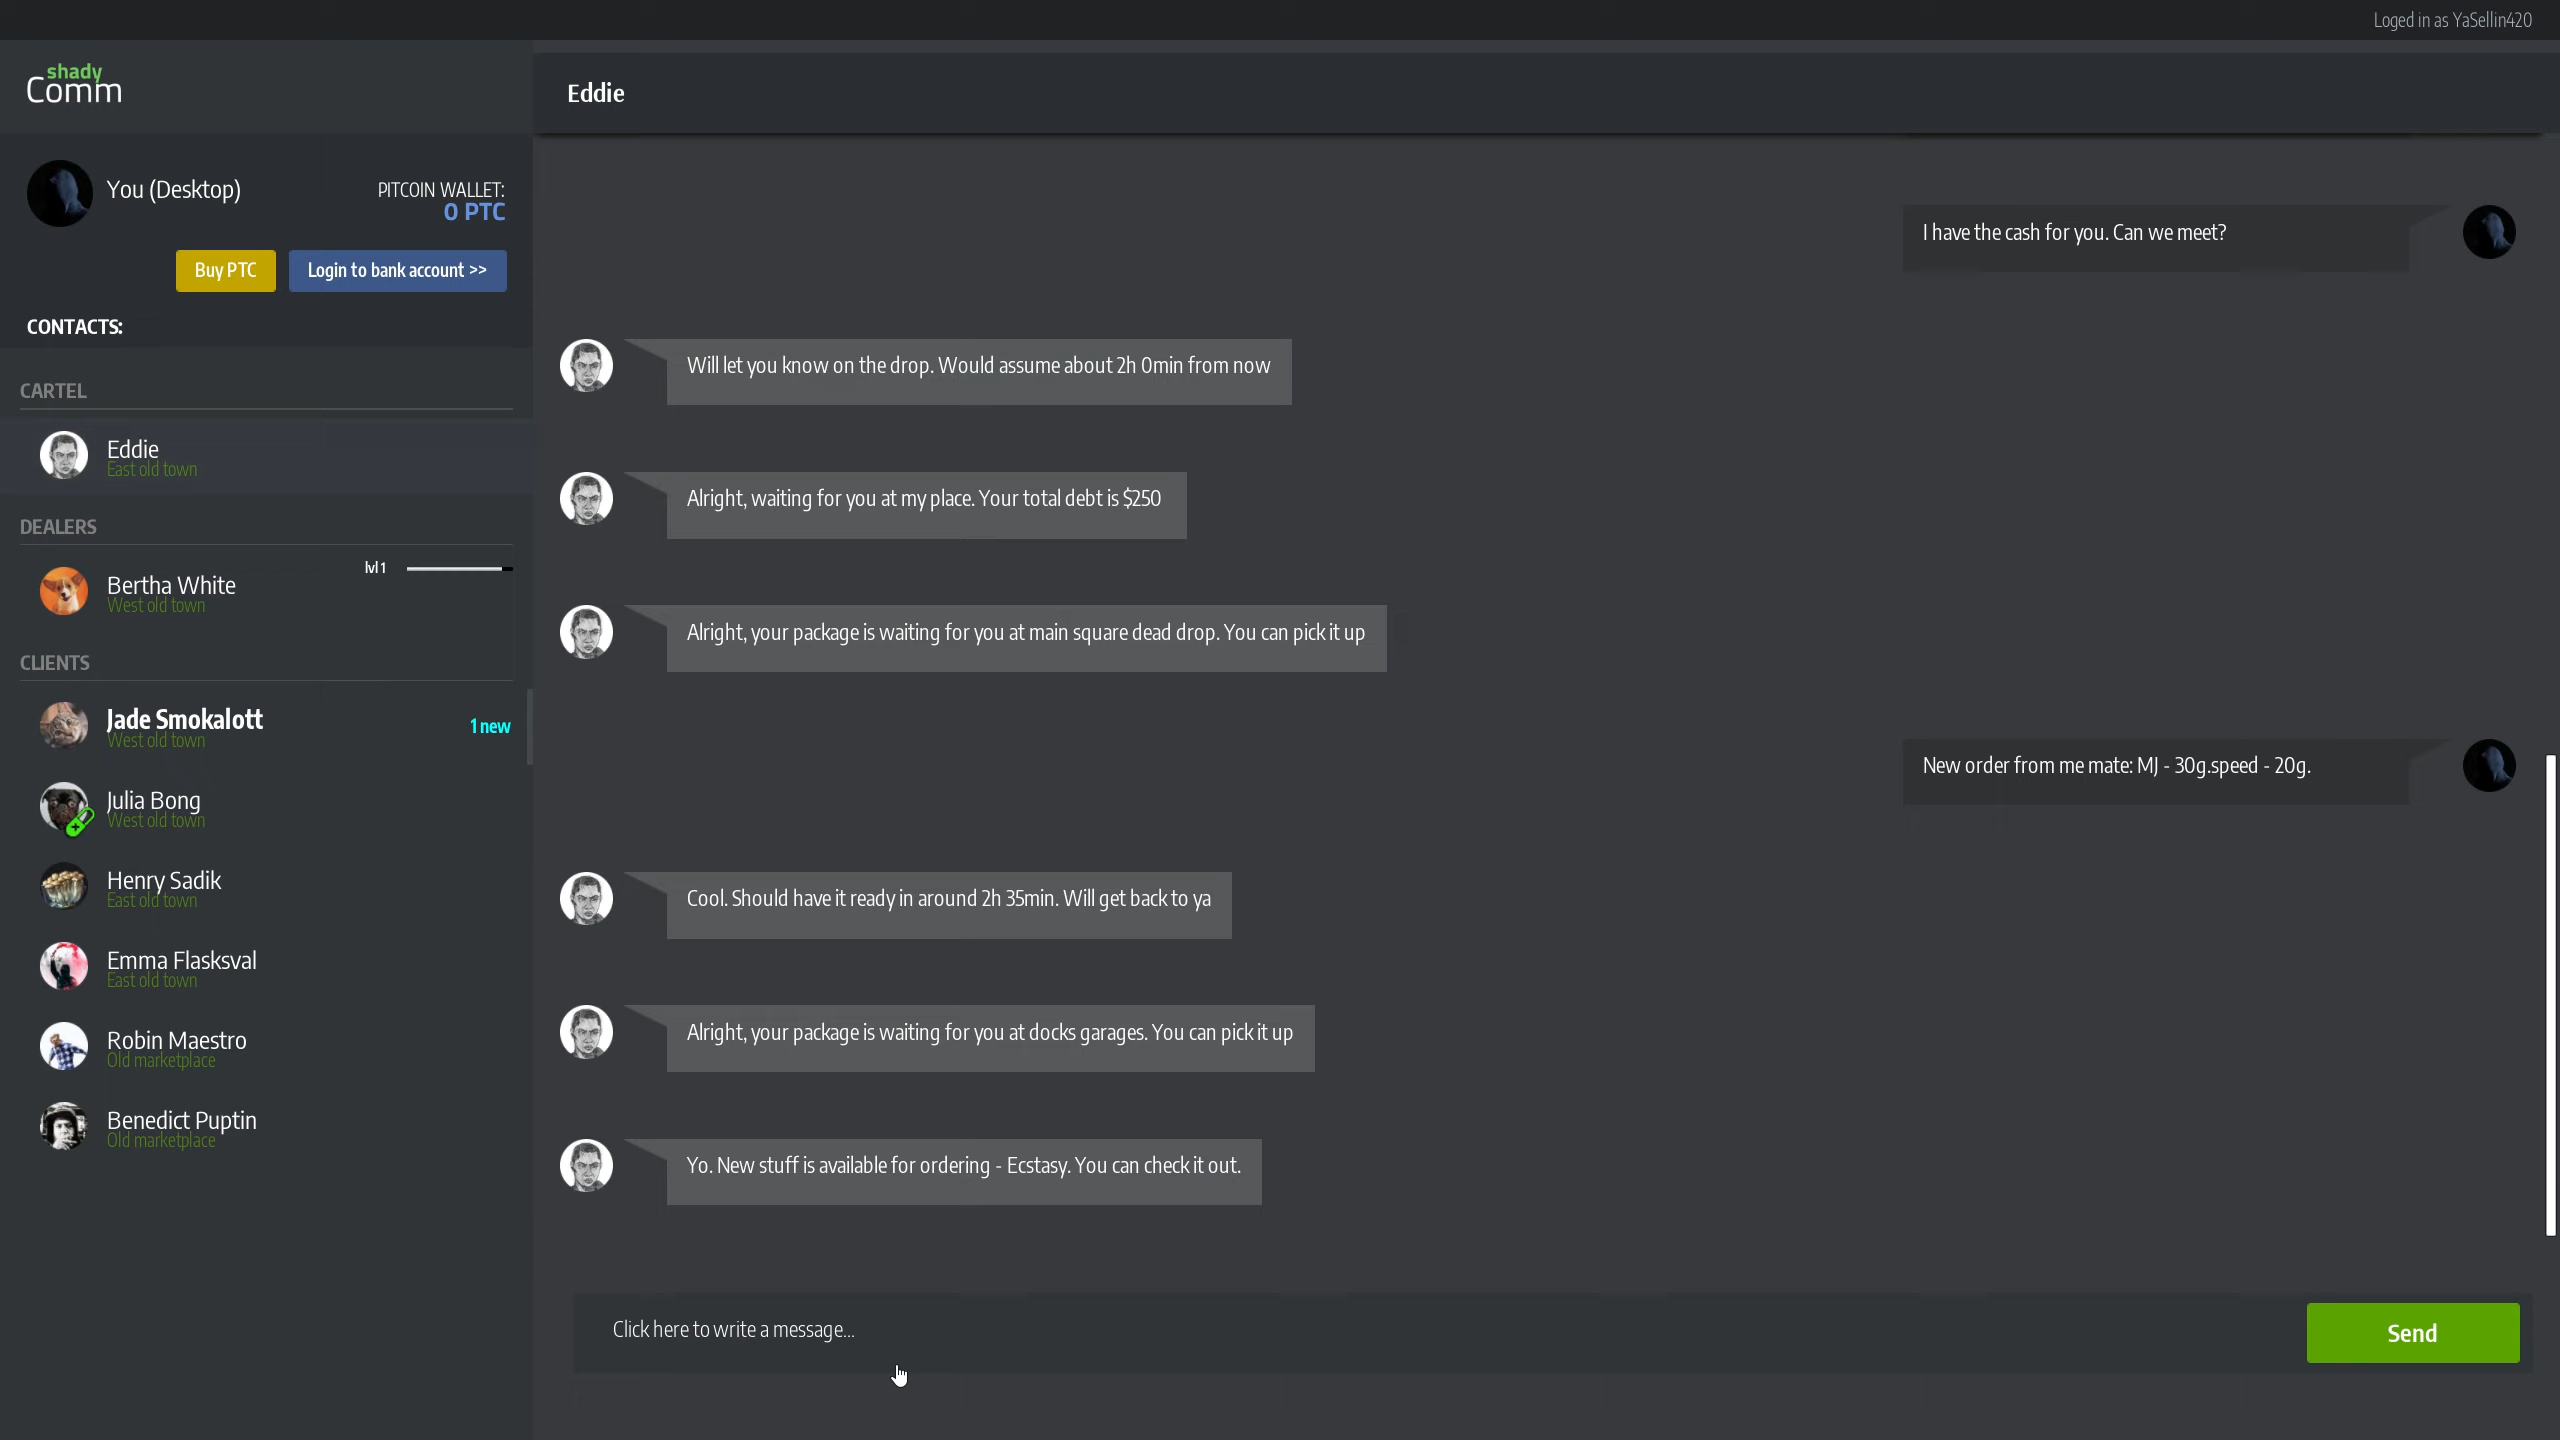 Loged in as YaSellin420
shady
Comm
You (Desktop)
PITCOIN WALLET:
0 PTC
Buy PTC
Login to bank account >>
CONTACTS:
CARTEL
Eddie
East old town
DEALERS
Bertha White
West old town
lvl 1
CLIENTS
Jade Smokalott
West old town
1 new
Julia Bong
West old town
Henry Sadik
East old town
Emma Flasksval
East old town
Robin Maestro
Old marketplace
Benedict Puptin
Old marketplace
Eddie
I have the cash for you. Can we meet?
Will let you know on the drop. Would assume about 2h 0min from now
Alright, waiting for you at my place. Your total debt is $250
Alright, your package is waiting for you at main square dead drop. You can pick it up
New order from me mate: MJ - 30g.speed - 20g.
Cool. Should have it ready in around 2h 35min. Will get back to ya
Alright, your package is waiting for you at docks garages. You can pick it up
Yo. New stuff is available for ordering - Ecstasy. You can check it out.
Click here to write a message...
Send